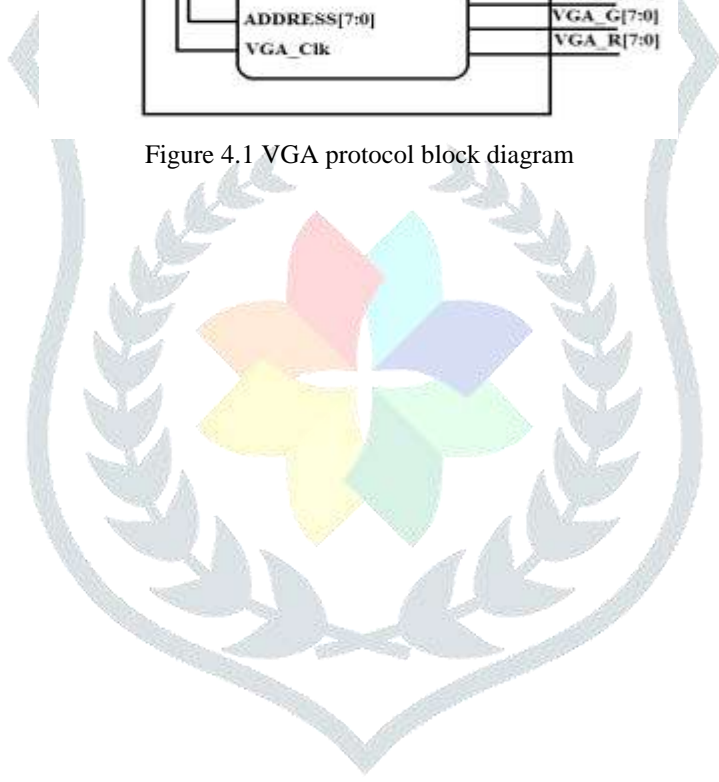 ADDRESS[7:0]
VGA_Clk
VGA_G[7:0]
VGA_R[7:0]
Figure 4.1 VGA protocol block diagram